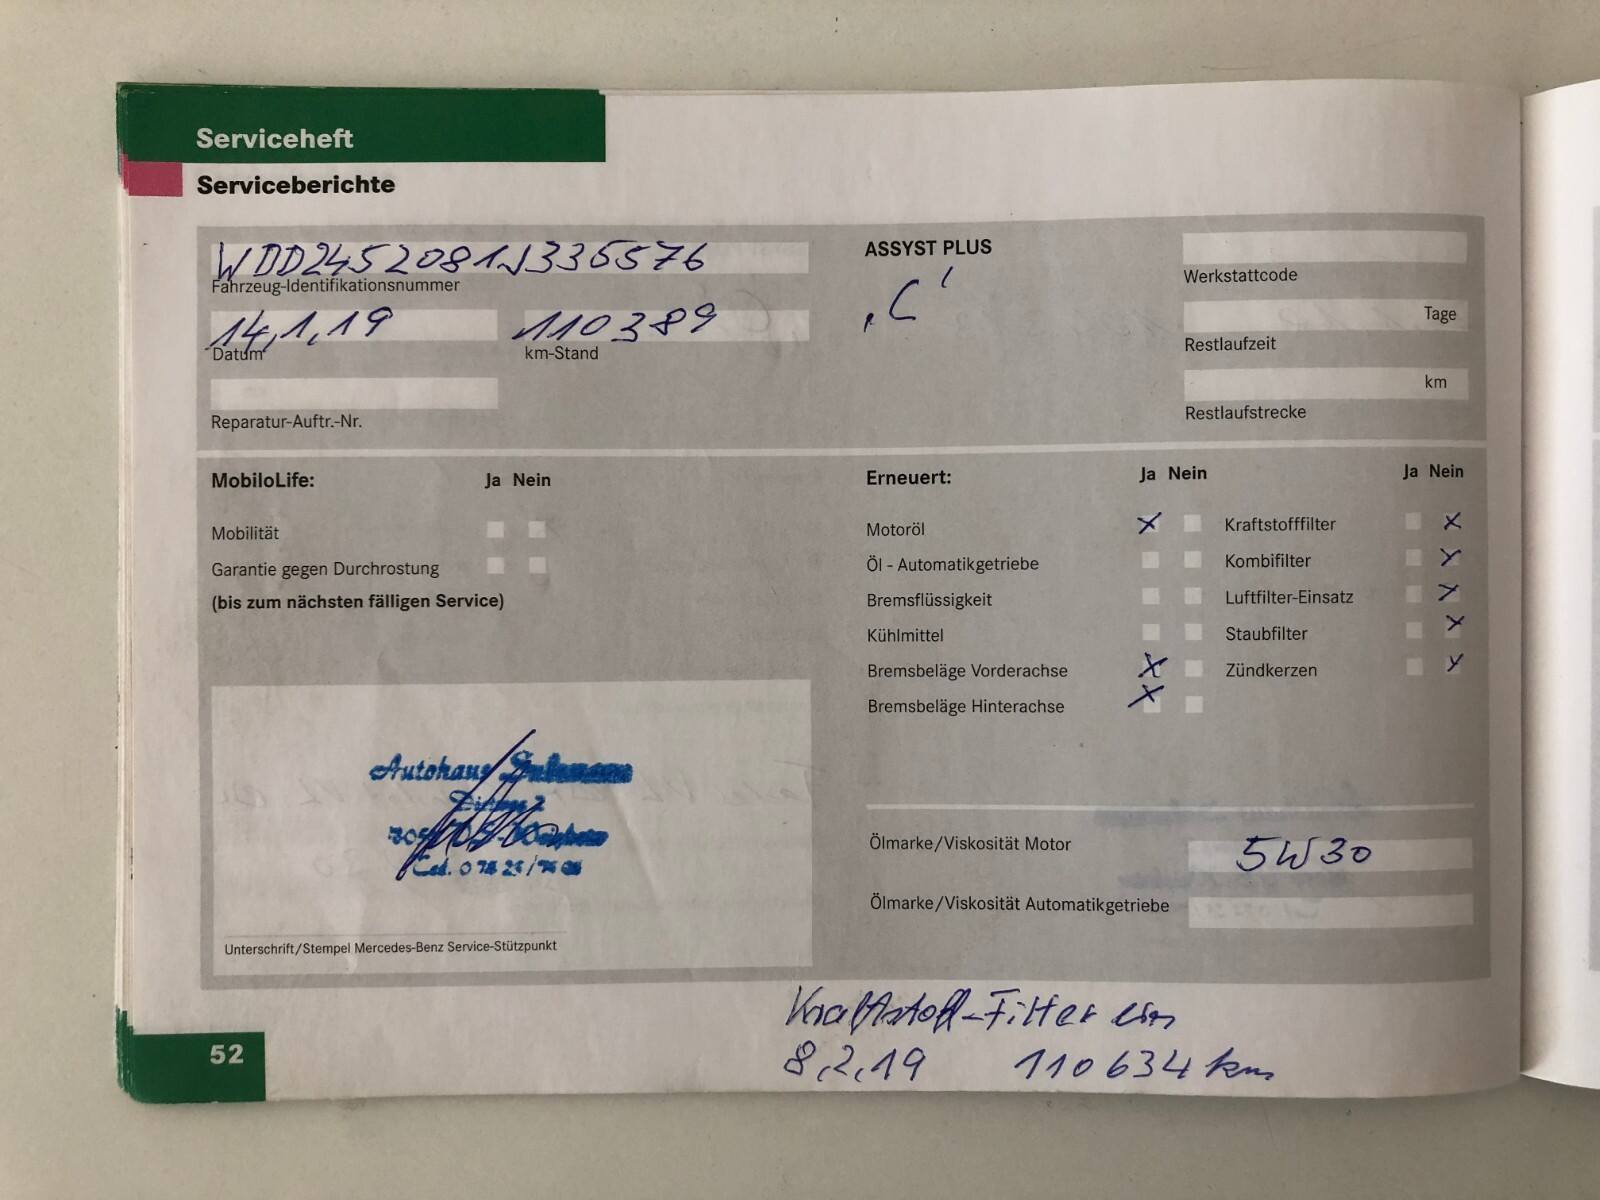 Serviceheft
Serviceberichte
WDD2452081J336576
Fahrzeug-Identifikationsnummer
14,1,19 110389
Datum km-Stand
Reparatur-Auftr.-Nr.
ASSYST PLUS
"C"
Werkstattcode
Tage
Restlaufzeit
km
Restlaufstrecke
MobiloLife: Ja Nein
Mobilität
Garantie gegen Durchrostung
(bis zum nächsten fälligen Service)
Erneuert: Ja Nein Ja Nein
Motoröl X Kraftstofffilter X
Öl - Automatikgetriebe Kombifilter X
Bremsflüssigkeit Luftfilter-Einsatz X
Kühlmittel Staubfilter X
Bremsbeläge Vorderachse X Zündkerzen X
Bremsbeläge Hinterachse X
Autohaus
Unterschrift/Stempel Mercedes-Benz Service-Stützpunkt
Ölmarke/Viskosität Motor 5W30
Ölmarke/Viskosität Automatikgetriebe
Kraftstoff-Filter ern
8,2,19 110634 km
52